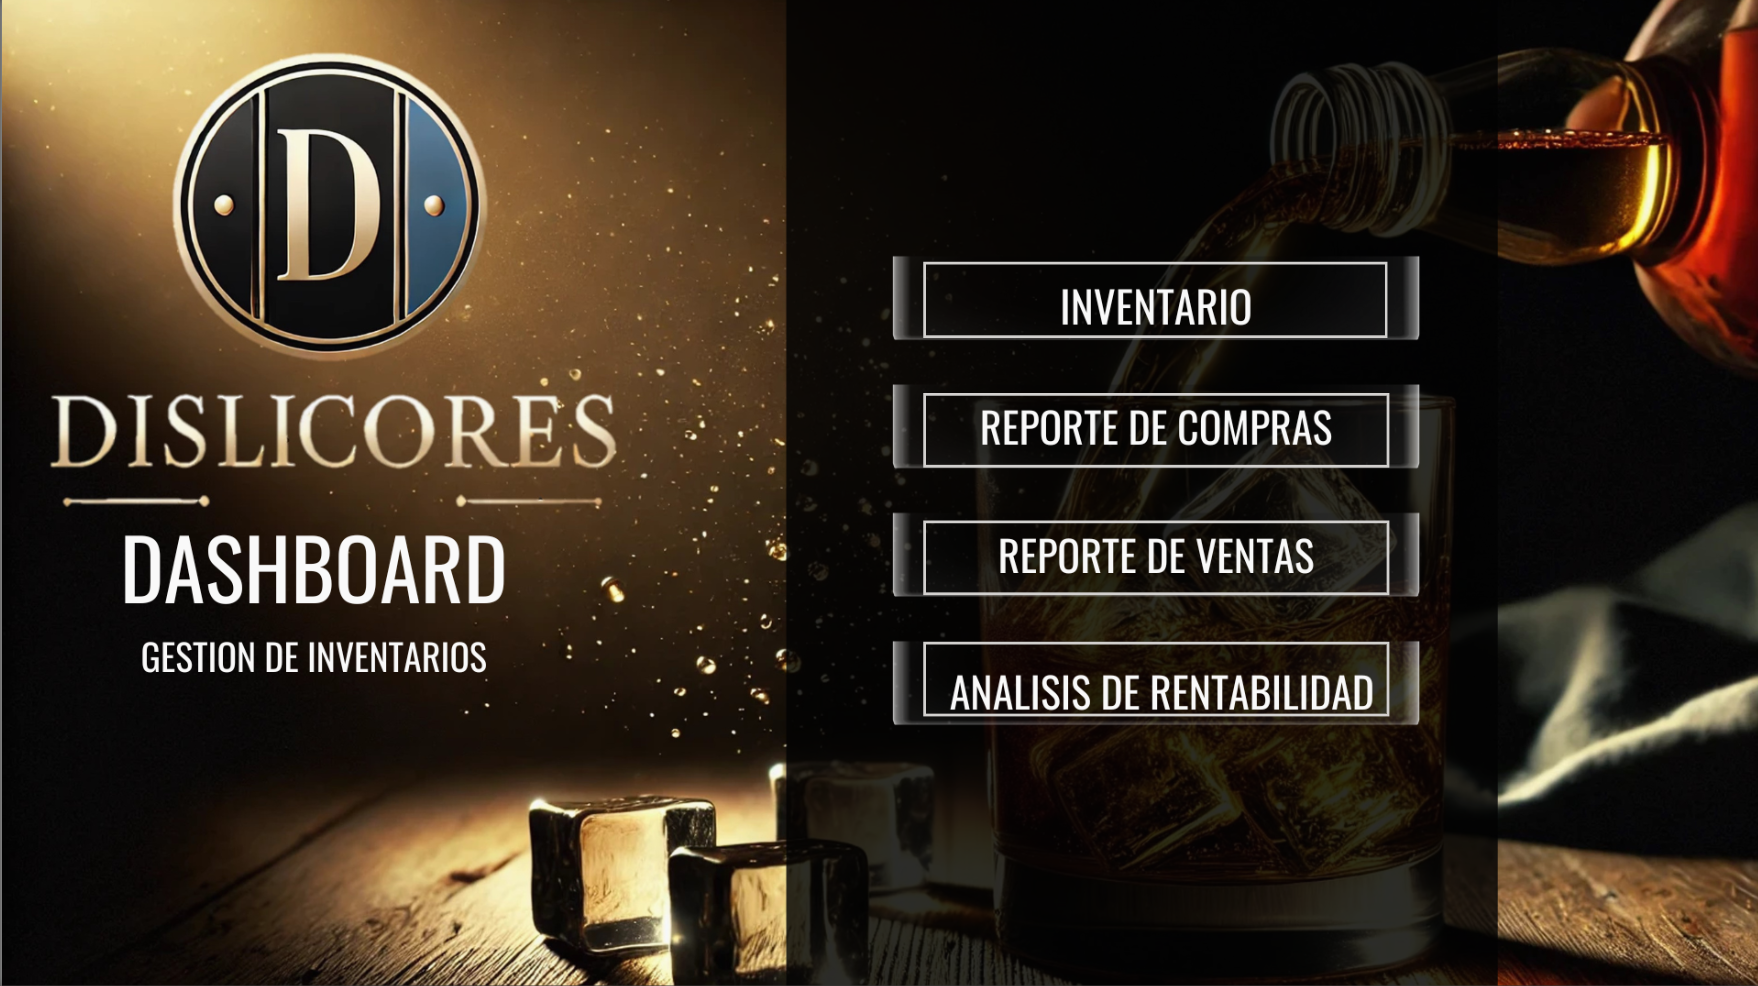 D
DISLICORES
DASHBOARD
GESTION DE INVENTARIOS
INVENTARIO
REPORTE DE COMPRAS
REPORTE DE VENTAS
ANALISIS DE RENTABILIDAD